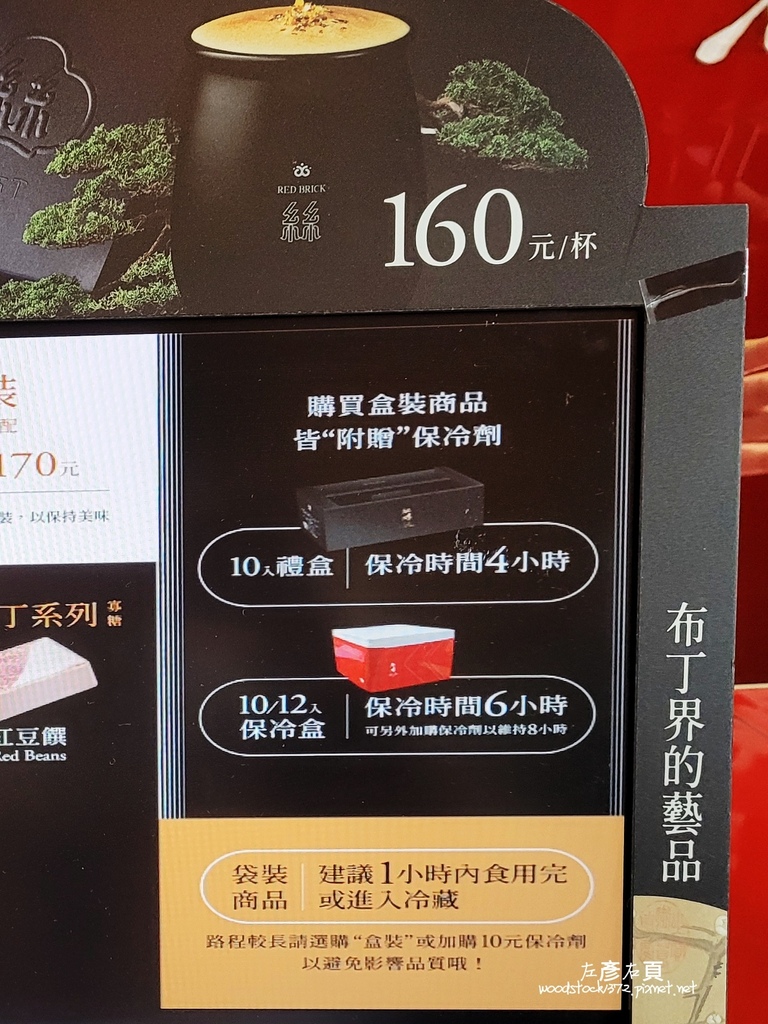 RED BRICK
絲
160元/杯
裝
配
170元
裝，以保持美味
丁系列 寡糖
紅豆饌
Red Beans
購買盒裝商品
皆“附贈”保冷劑
10入禮盒 保冷時間4小時
10/12入
保冷盒
保冷時間6小時
可另外加購保冷劑以維持8小時
袋裝
商品
建議1小時內食用完
或進入冷藏
路程較長請選購“盒裝”或加購10元保冷劑
以避免影響品質哦！
布丁界的藝品
左彥右頁
woodstock372.pixnet.net